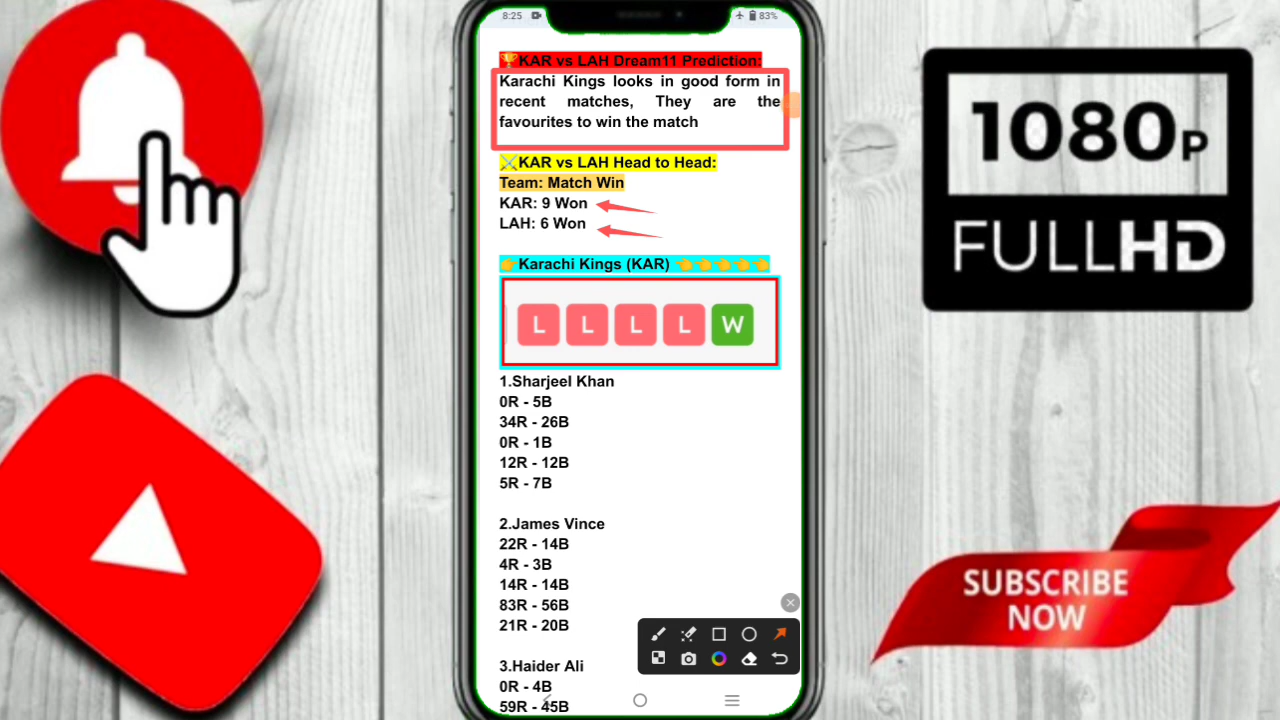 8:25
83%
🏆KAR vs LAH Dream11 Prediction:
Karachi Kings looks in good form in
recent matches, They are the
favourites to win the match
⚔️KAR vs LAH Head to Head:
Team: Match Win
KAR: 9 Won
LAH: 6 Won
👉Karachi Kings (KAR) 👈👈👈👈👈
L L L L W
1.Sharjeel Khan
0R - 5B
34R - 26B
0R - 1B
12R - 12B
5R - 7B
2.James Vince
22R - 14B
4R - 3B
14R - 14B
83R - 56B
21R - 20B
3.Haider Ali
0R - 4B
59R - 45B
1080P
FULLHD
SUBSCRIBE
NOW